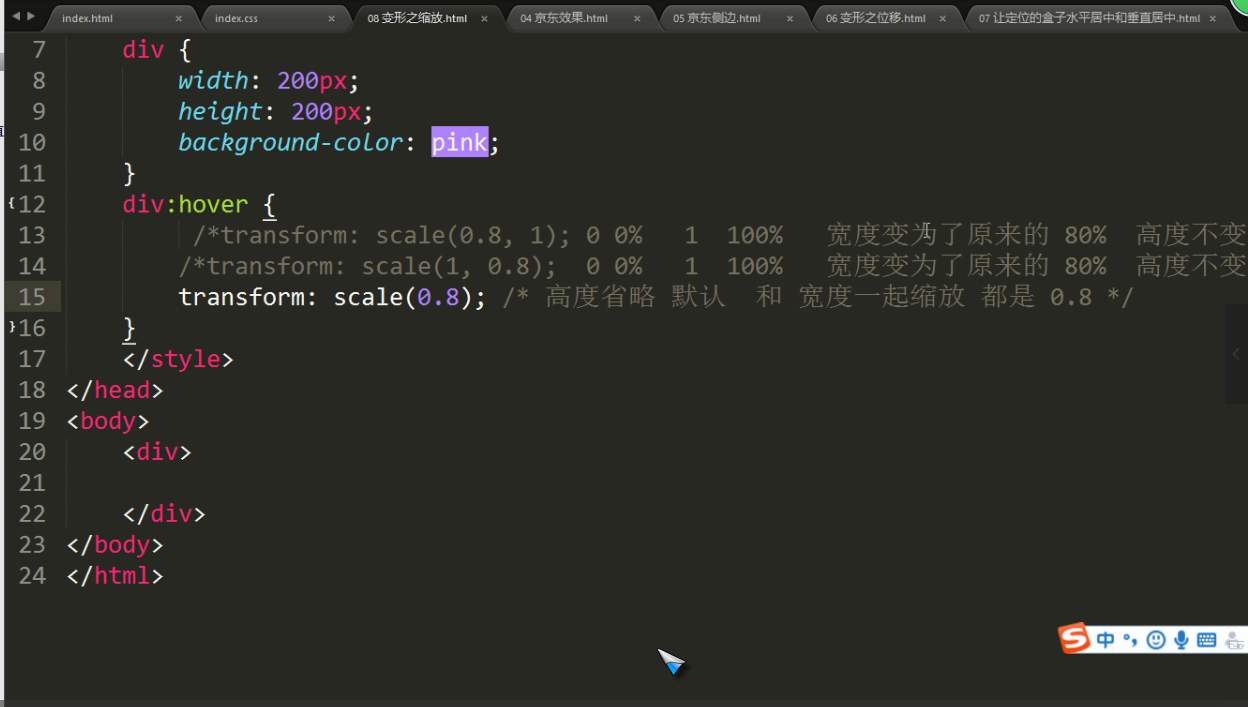 index.html
index.css
08 变形之缩放.html
04 京东效果.html
05 京东侧边.html
06 变形之位移.html
07 让定位的盒子水平居中和垂直居中.html
7 div {
8 width: 200px;
9 height: 200px;
10 background-color: pink;
11 }
12 div:hover {
13 /*transform: scale(0.8, 1); 0 0% 1 100% 宽度变为了原来的 80% 高度不变
14 /*transform: scale(1, 0.8); 0 0% 1 100% 宽度变为了原来的 80% 高度不变
15 transform: scale(0.8); /* 高度省略 默认 和 宽度一起缩放 都是 0.8 */
16 }
17 </style>
18 </head>
19 <body>
20 <div>
21
22 </div>
23 </body>
24 </html>
S 中